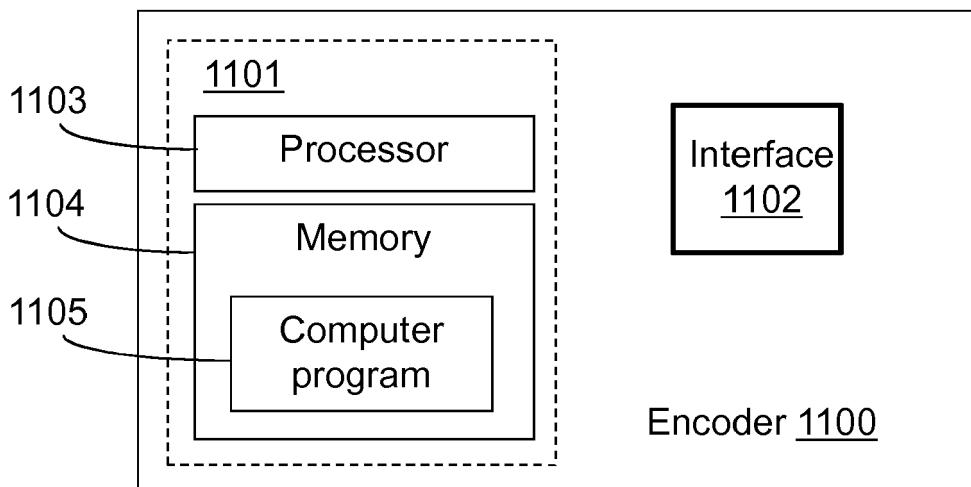 1101
1103
Processor
Interface
1102
1104
Memory
1105
Computer
program
Encoder 1100